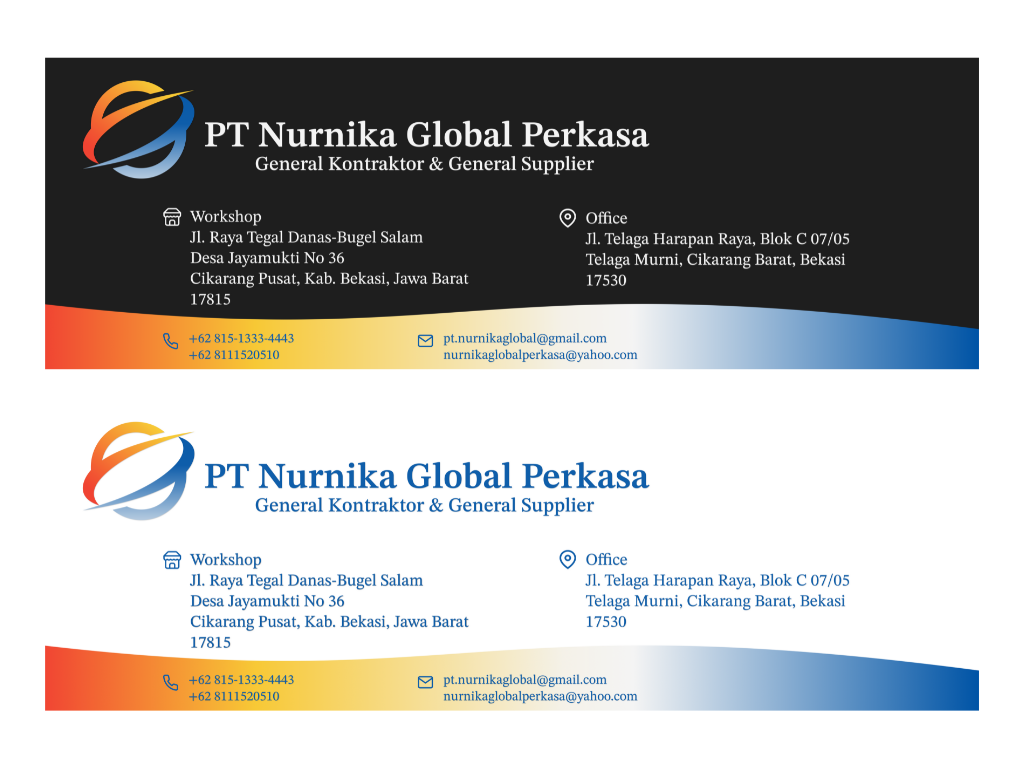 PT Nurnika Global Perkasa
General Kontraktor & General Supplier
Workshop
Jl. Raya Tegal Danas-Bugel Salam
Desa Jayamukti No 36
Cikarang Pusat, Kab. Bekasi, Jawa Barat
17815
Office
Jl. Telaga Harapan Raya, Blok C 07/05
Telaga Murni, Cikarang Barat, Bekasi
17530
+62 815-1333-4443
+62 8111520510
pt.nurnikaglobal@gmail.com
nurnikaglobalperkasa@yahoo.com
PT Nurnika Global Perkasa
General Kontraktor & General Supplier
Workshop
Jl. Raya Tegal Danas-Bugel Salam
Desa Jayamukti No 36
Cikarang Pusat, Kab. Bekasi, Jawa Barat
17815
Office
Jl. Telaga Harapan Raya, Blok C 07/05
Telaga Murni, Cikarang Barat, Bekasi
17530
+62 815-1333-4443
+62 8111520510
pt.nurnikaglobal@gmail.com
nurnikaglobalperkasa@yahoo.com